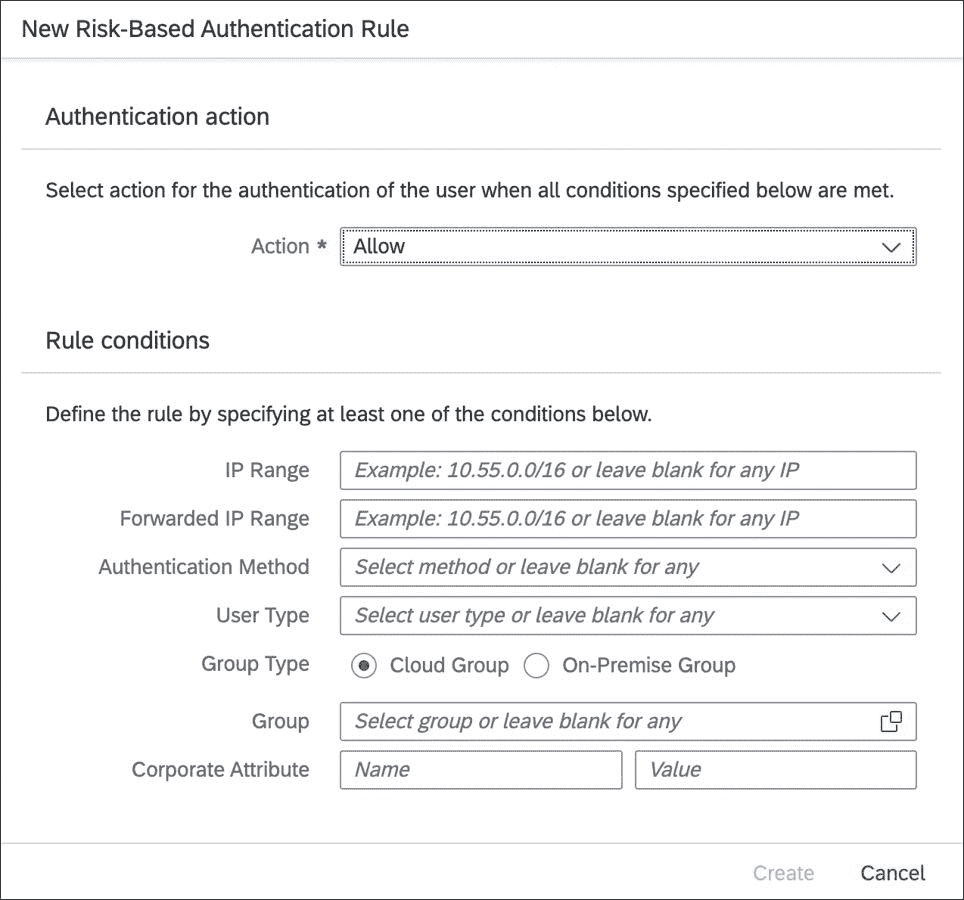 New Risk-Based Authentication Rule
Authentication action
Select action for the authentication of the user when all conditions specified below are met.
Action * Allow
Rule conditions
Define the rule by specifying at least one of the conditions below.
IP Range Example: 10.55.0.0/16 or leave blank for any IP
Forwarded IP Range Example: 10.55.0.0/16 or leave blank for any IP
Authentication Method Select method or leave blank for any
User Type Select user type or leave blank for any
Group Type Cloud Group On-Premise Group
Group Select group or leave blank for any
Corporate Attribute Name Value
Create Cancel